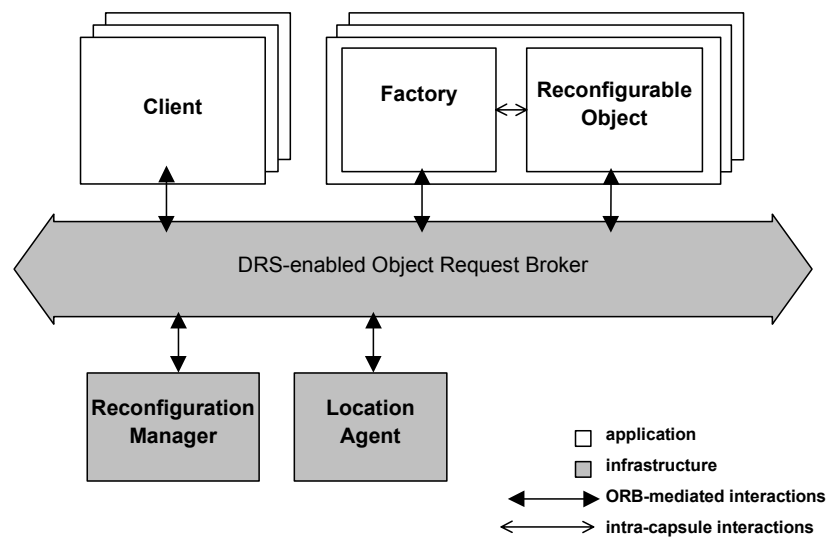 Client
Factory
Reconfigurable
Object
DRS-enabled Object Request Broker
Reconfiguration
Manager
Location
Agent
application
infrastructure
ORB-mediated interactions
intra-capsule interactions